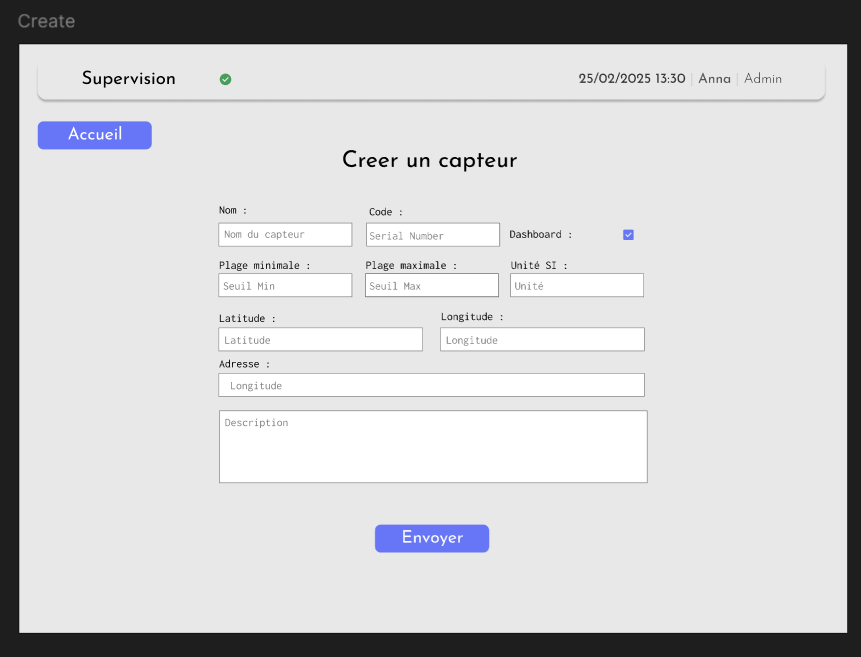 Create
Supervision 25/02/2025 13:30 | Anna | Admin
Accueil
Creer un capteur
Nom : Code :
Nom du capteur Serial Number Dashboard :
Plage minimale : Plage maximale : Unité SI :
Seuil Min Seuil Max Unité
Latitude : Longitude :
Latitude Longitude
Adresse :
Longitude
Description
Envoyer